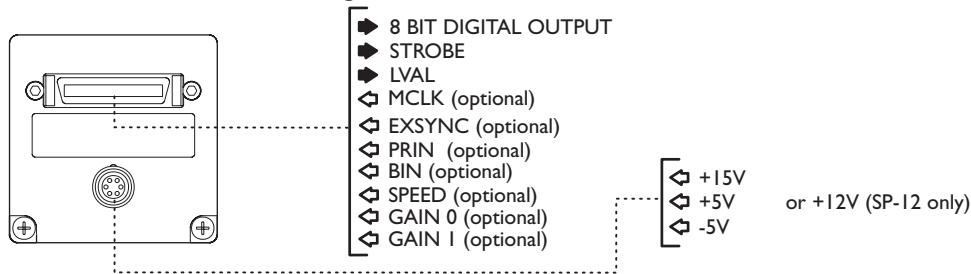 8 BIT DIGITAL OUTPUT
STROBE
LVAL
MCLK (optional)
EXSYNC (optional)
PRIN (optional)
BIN (optional)
SPEED (optional)
GAIN 0 (optional)
GAIN 1 (optional)
+15V
+5V or +12V (SP-12 only)
-5V